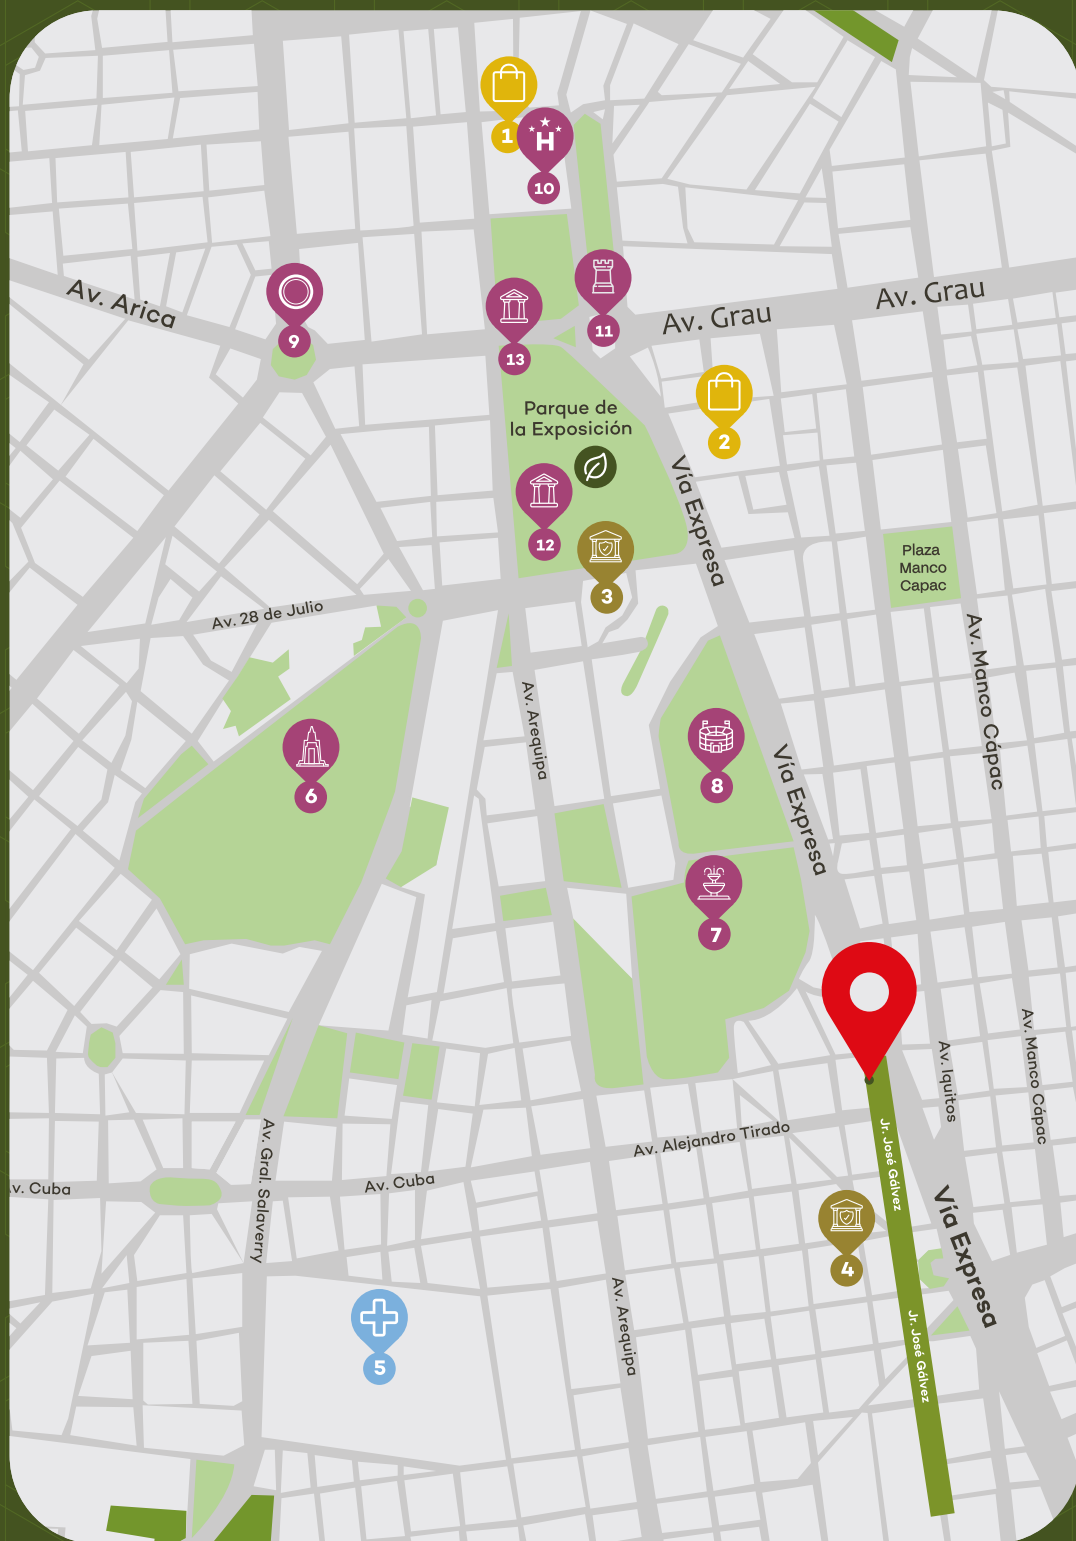 1
H
10
Av. Arica
9
11
13
Av. Grau
Av. Grau
Parque de
la Exposición
2
Vía Expresa
12
3
Plaza
Manco
Capac
Av. 28 de Julio
Av. Manco Cápac
Av. Arequipa
6
8
Vía Expresa
7
Av. Iquitos
Av. Manco Cápac
Av. Gral. Salaverry
Av. Alejandro Tirado
Jr. José Gálvez
v. Cuba
Av. Cuba
Vía Expresa
4
Av. Arequipa
5
Jr. José Gálvez